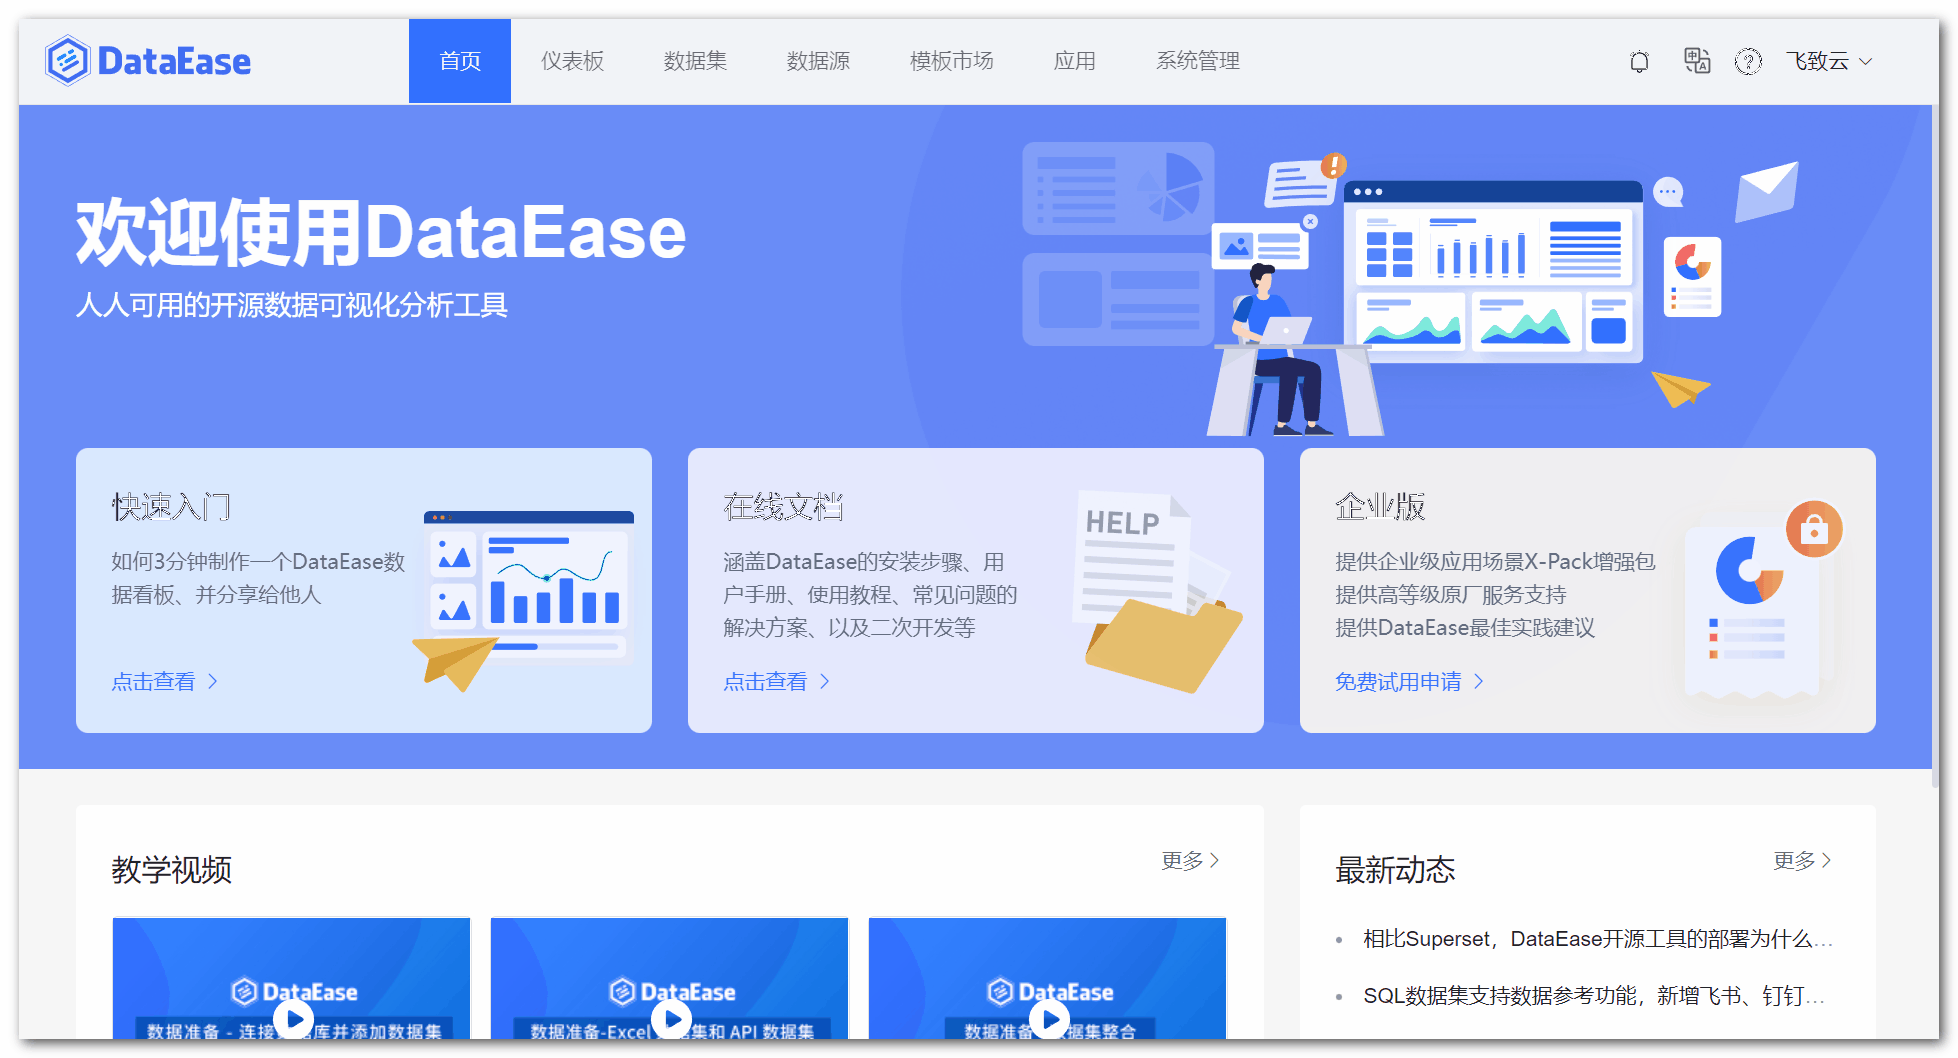 DataEase
首页 仪表板 数据集 数据源 模板市场 应用 系统管理
飞致云
欢迎使用DataEase
人人可用的开源数据可视化分析工具
快速入门
如何3分钟制作一个DataEase数
据看板、并分享给他人
点击查看
在线文档
涵盖DataEase的安装步骤、用
户手册、使用教程、常见问题的
解决方案、以及二次开发等
点击查看
HELP
企业版
提供企业级应用场景X-Pack增强包
提供高等级原厂服务支持
提供DataEase最佳实践建议
免费试用申请
教学视频
更多
DataEase
数据准备 - 连接 库并添加数据集
DataEase
数据准备-Excel 集和 API 数据集
DataEase
数据准备 据集整合
最新动态
更多
相比Superset，DataEase开源工具的部署为什么...
SQL数据集支持数据参考功能，新增飞书、钉钉...